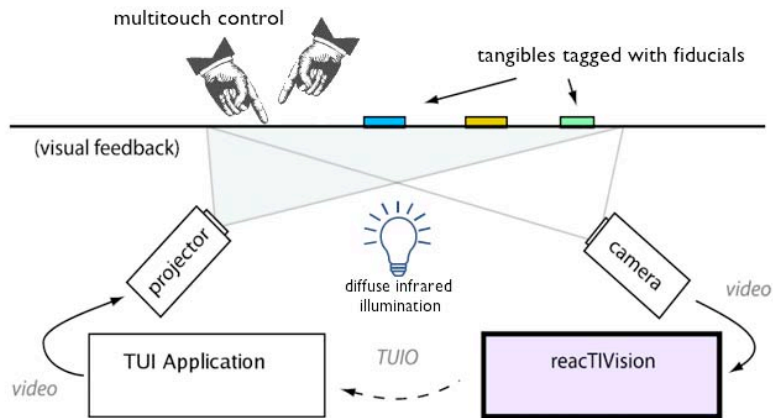 multitouch control
tangibles tagged with fiducials
(visual feedback)
projector
camera
diffuse infrared
illumination
video
TUI Application
TUIO
reacTIVision
video